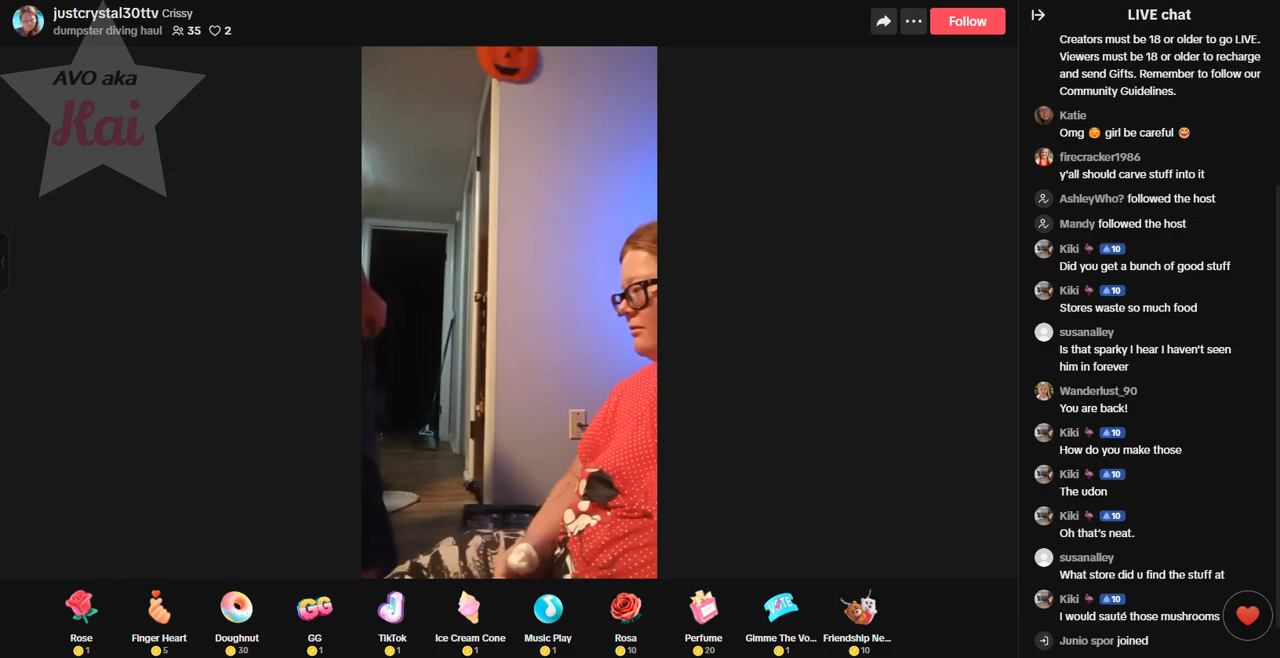 justcrystal30ttv Crissy
dumpster diving haul 35 2
Follow
AVO aka
Kai
LIVE chat
Creators must be 18 or older to go LIVE.
Viewers must be 18 or older to recharge
and send Gifts. Remember to follow our
Community Guidelines.
Katie
Omg 🥵 girl be careful 😂
firecracker1986
y'all should carve stuff into it
AshleyWho? followed the host
Mandy followed the host
Kiki 🦩 10
Did you get a bunch of good stuff
Kiki 🦩 10
Stores waste so much food
susanalley
Is that sparky I hear I haven't seen
him in forever
Wanderlust_90
You are back!
Kiki 🦩 10
How do you make those
Kiki 🦩 10
The udon
Kiki 🦩 10
Oh that's neat.
susanalley
What store did u find the stuff at
Kiki 🦩 10
I would sauté those mushrooms
Junio spor joined
GG
VOTE
Rose
1
Finger Heart
5
Doughnut
30
GG
1
TikTok
1
Ice Cream Cone
1
Music Play
1
Rosa
10
Perfume
20
Gimme The Vo...
1
Friendship Ne...
10